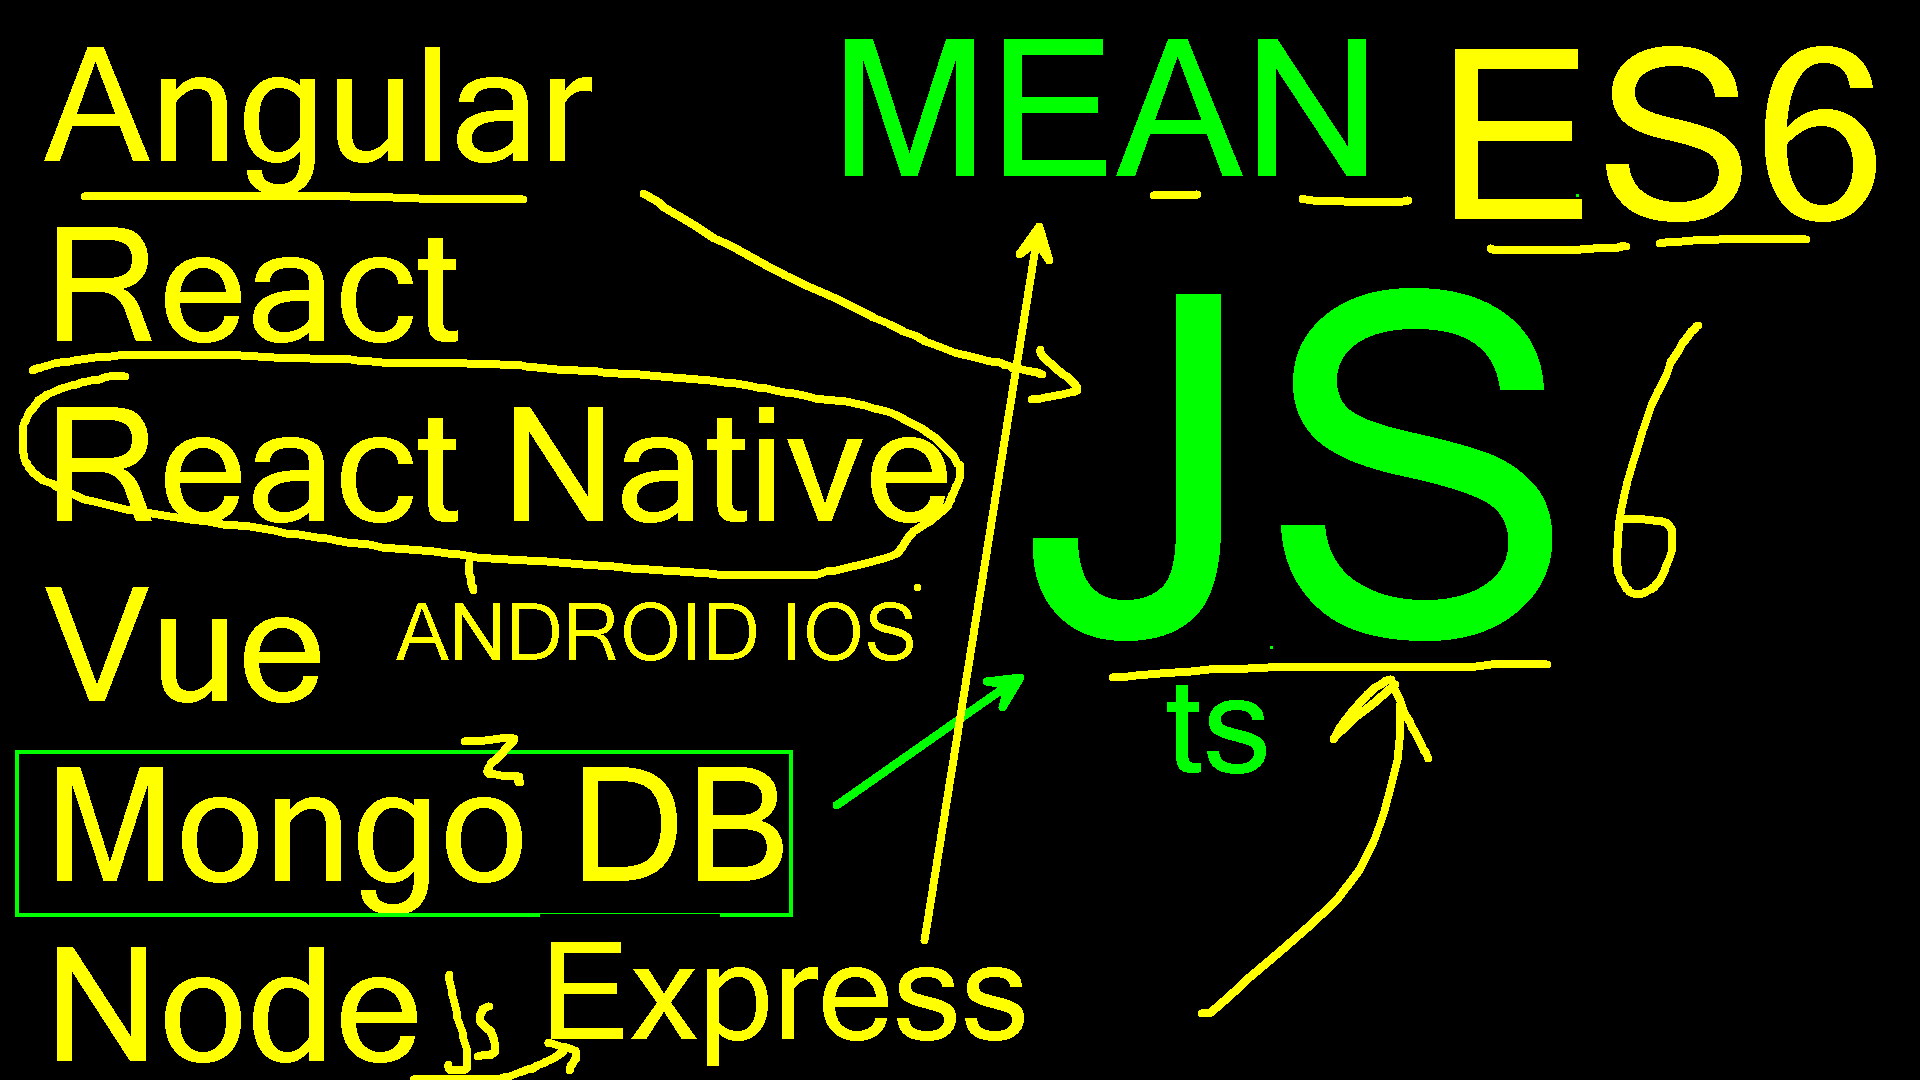 Angular
React
React Native
Vue
ANDROID IOS
Mongo DB
Node js Express
MEAN ES6
JS 6
ts